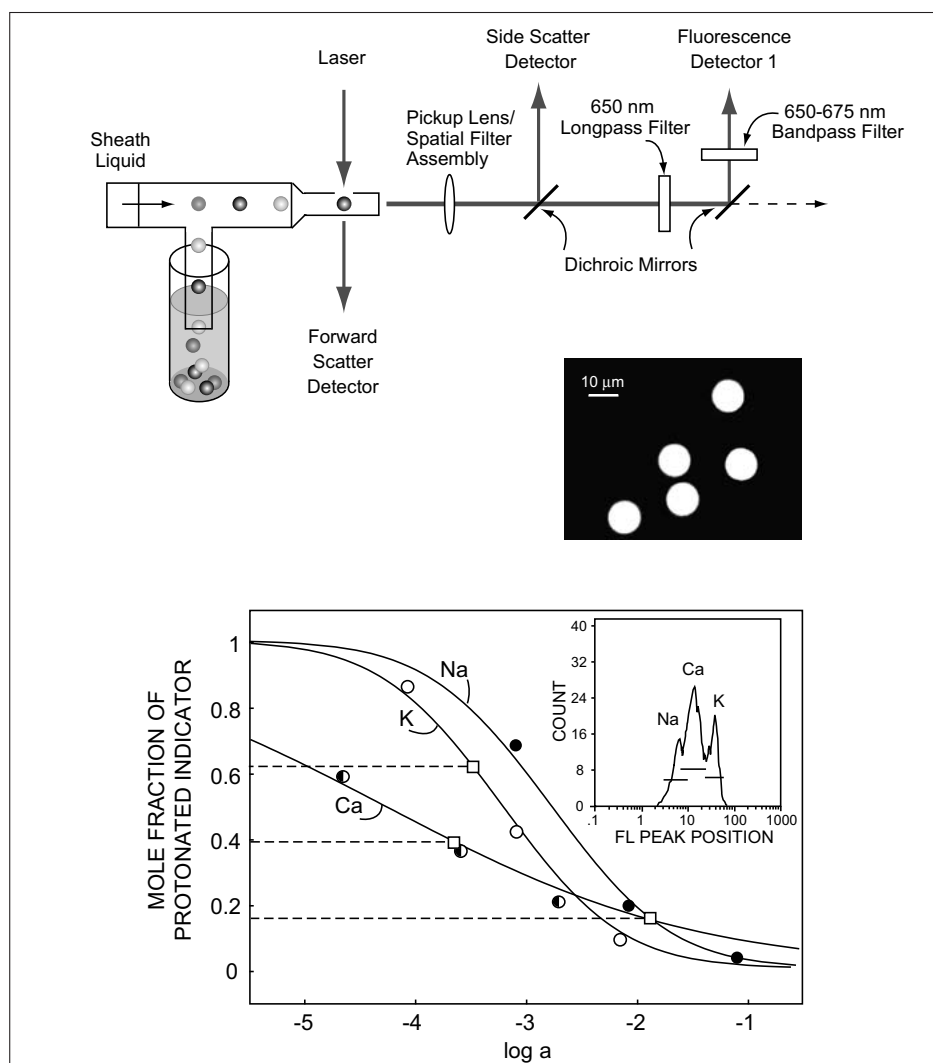 Laser
Side Scatter
Detector
Fluorescence
Detector 1
Sheath
Liquid
Pickup Lens/
Spatial Filter
Assembly
650 nm
Longpass Filter
650-675 nm
Bandpass Filter
Dichroic Mirrors
Forward
Scatter
Detector
10 μm
MOLE FRACTION OF
PROTONATED INDICATOR
1
0.8
0.6
0.4
0.2
0
Na
K
Ca
-5 -4 -3 -2 -1
log a
COUNT
40
32
24
16
8
0
Na
Ca
K
.1 1 10 100 1000
FL PEAK POSITION